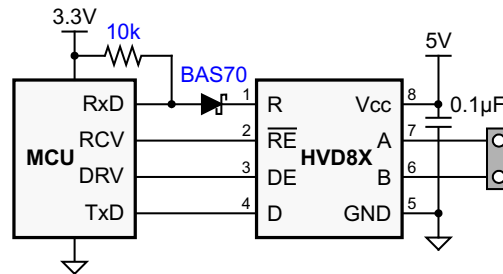 3.3V
10k
5V
BAS70
RxD
1
R
Vcc
8
0.1µF
RCV
2
RE
A
7
MCU
HVD8X
DRV
3
DE
B
6
TxD
4
D
GND
5